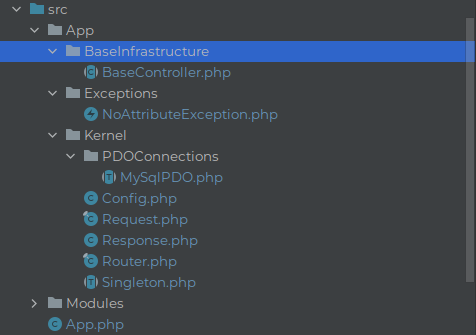 src
App
BaseInfrastructure
BaseController.php
Exceptions
NoAttributeException.php
Kernel
PDOConnections
MySqlPDO.php
Config.php
Request.php
Response.php
Router.php
Singleton.php
Modules
App.php